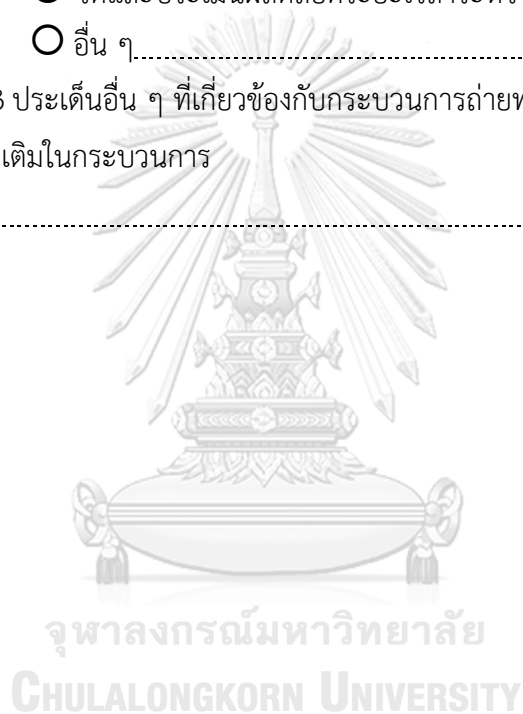 อื่น ๆ
3 ประเด็นอื่น ๆ ที่เกี่ยวข้องกับกระบวนการถ่าย
เติมในกระบวนการ
จุฬาลงกรณ์มหาวิทยาลัย
CHULALONGKORN UNIVERSITY